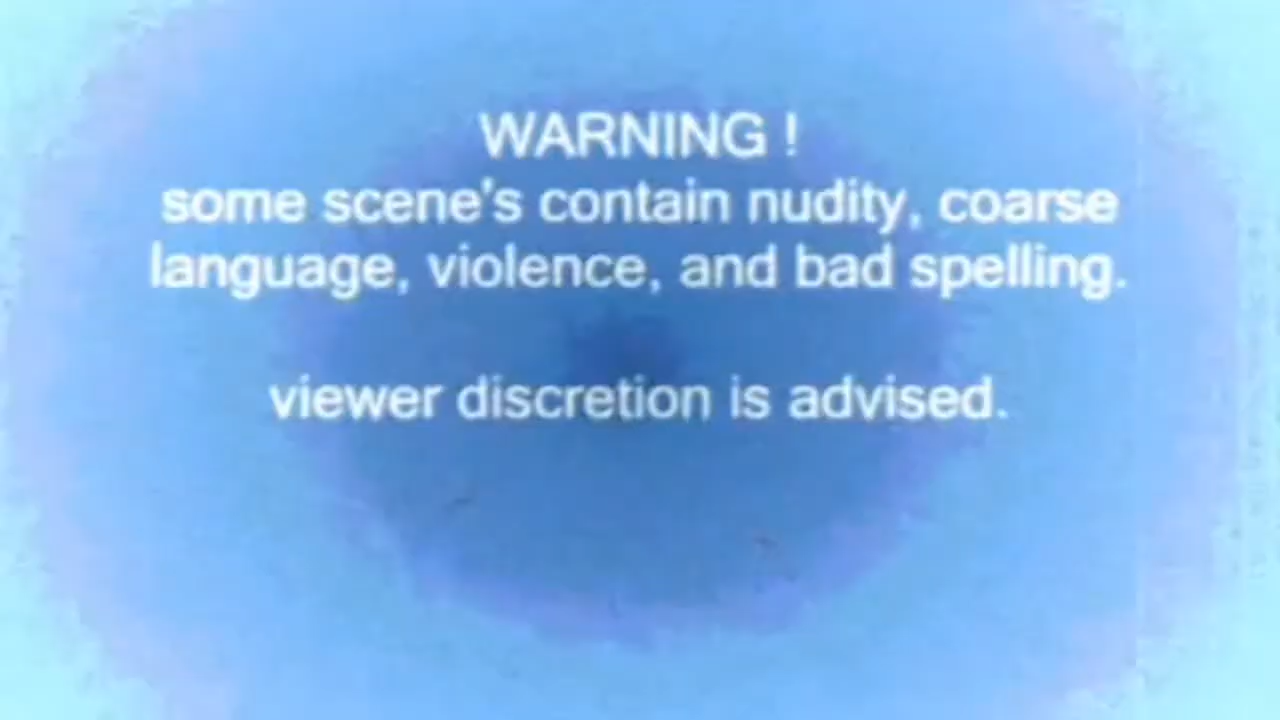 WARNING !
some scene's contain nudity, coarse
language, violence, and bad spelling.
viewer discretion is advised.